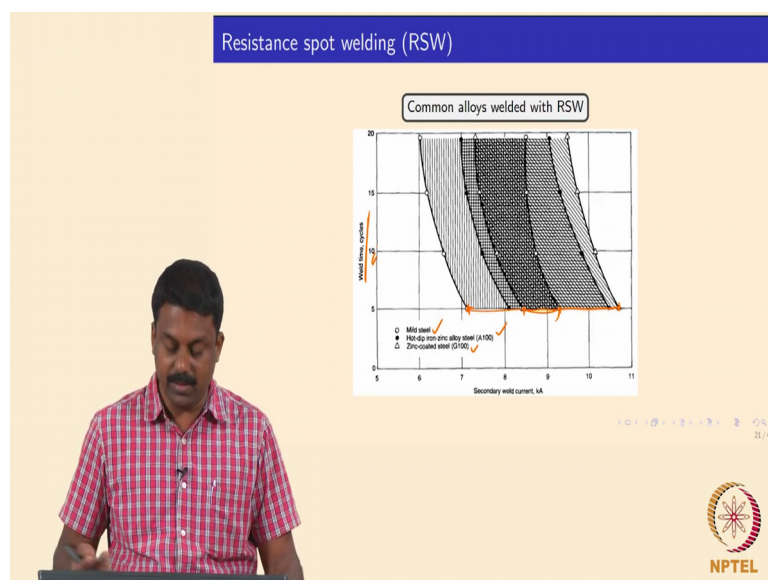 Resistance spot welding (RSW)
Common alloys welded with RSW
20
15
10
5
0
Weld time, cycles
Mild steel
Hot-dip iron-zinc alloy steel (A100)
Zinc-coated steel (G100)
5 6 7 8 9 10 11
Secondary weld current, kA
NPTEL